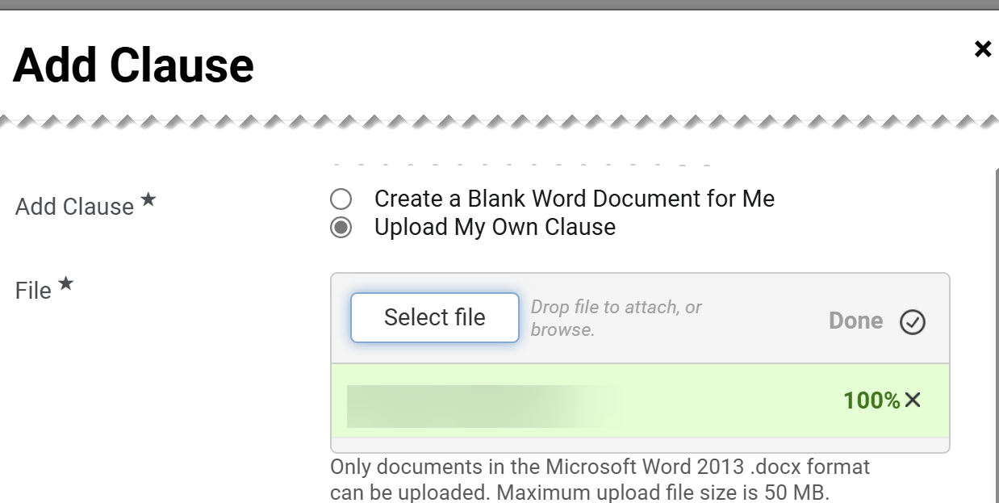 Add Clause
Add Clause ★
Create a Blank Word Document for Me
Upload My Own Clause
File ★
Select file
Drop file to attach, or
browse.
Done
100%
Only documents in the Microsoft Word 2013 .docx format
can be uploaded. Maximum upload file size is 50 MB.